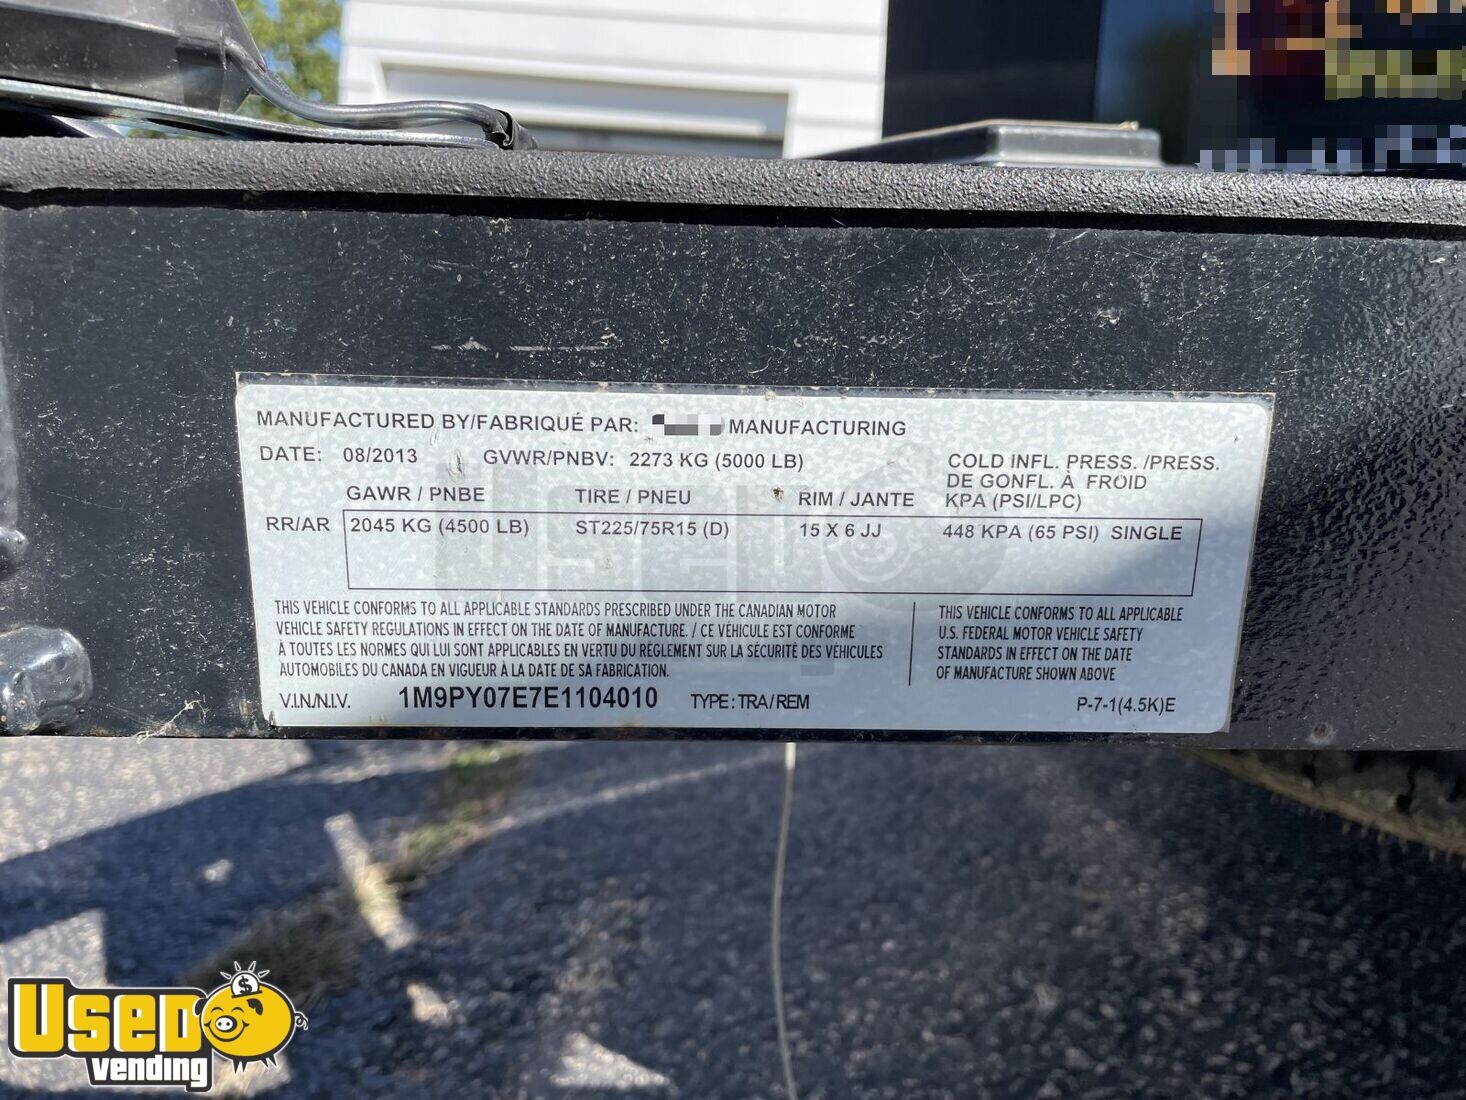 MANUFACTURED BY/FABRIQUÉ PAR: MANUFACTURING
DATE: 08/2013 GVWR/PNBV: 2273 KG (5000 LB)
COLD INFL. PRESS. /PRESS.
DE GONFL. À FROID
KPA (PSI/LPC)
GAWR / PNBE TIRE / PNEU RIM / JANTE
RR/AR 2045 KG (4500 LB) ST225/75R15 (D) 15 X 6 JJ 448 KPA (65 PSI) SINGLE
THIS VEHICLE CONFORMS TO ALL APPLICABLE STANDARDS PRESCRIBED UNDER THE CANADIAN MOTOR
VEHICLE SAFETY REGULATIONS IN EFFECT ON THE DATE OF MANUFACTURE. / CE VÉHICULE EST CONFORME
À TOUTES LES NORMES QUI LUI SONT APPLICABLES EN VERTU DU RÈGLEMENT SUR LA SÉCURITÉ DES VÉHICULES
AUTOMOBILES DU CANADA EN VIGUEUR À LA DATE DE SA FABRICATION.
THIS VEHICLE CONFORMS TO ALL APPLICABLE
U.S. FEDERAL MOTOR VEHICLE SAFETY
STANDARDS IN EFFECT ON THE DATE
OF MANUFACTURE SHOWN ABOVE
V.I.N/N.I.V. 1M9PY07E7E1104010 TYPE: TRA/REM P-7-1(4.5K)E
USED
vending